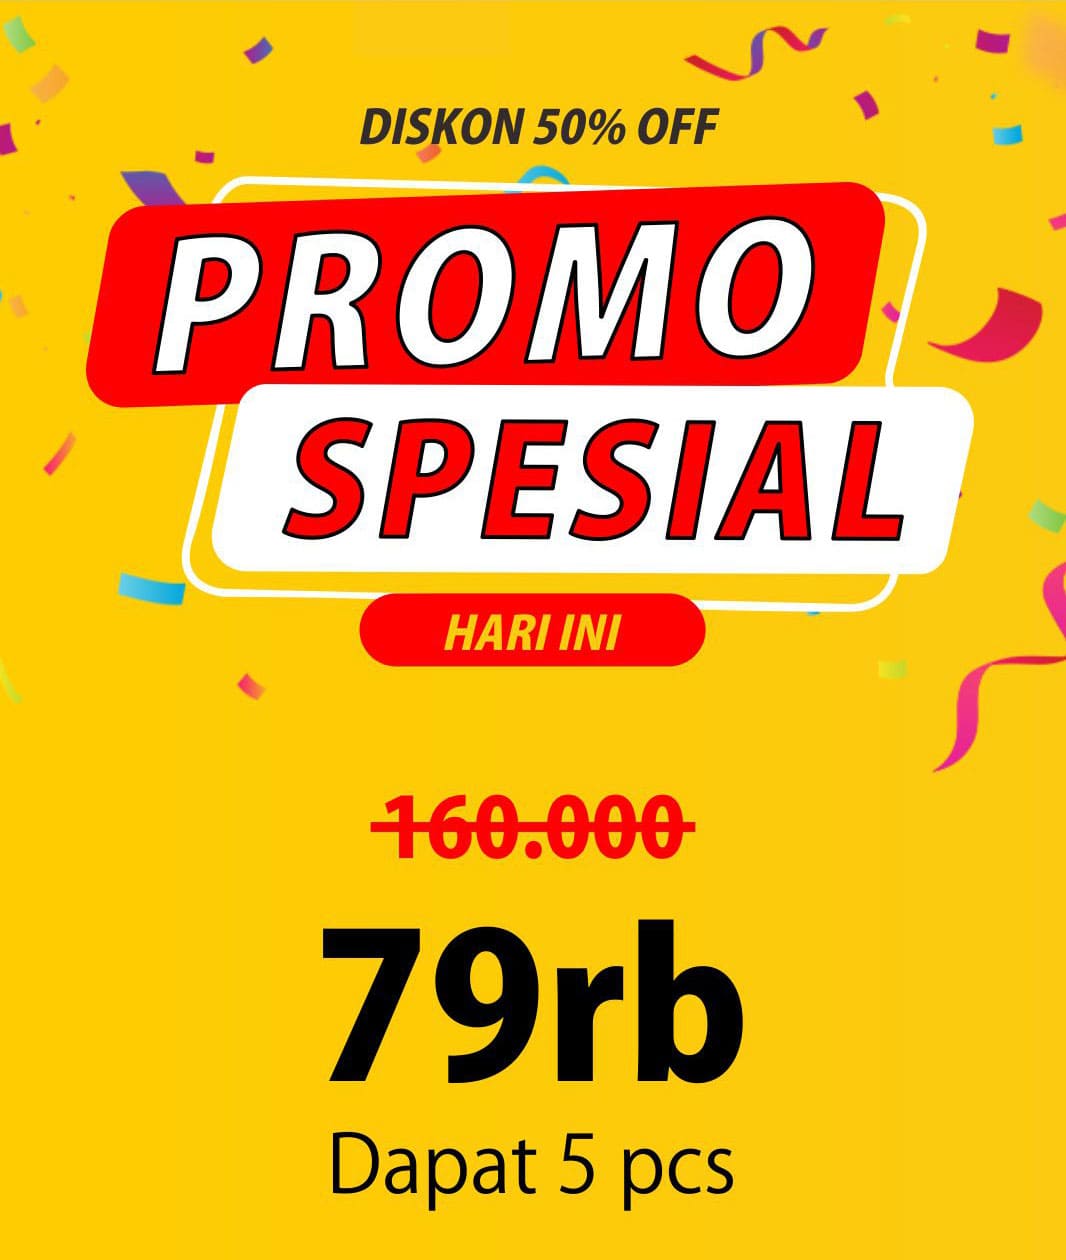 DISKON 50% OFF
PROMO
SPESIAL
HARI INI
160.000
79rb
Dapat 5 pcs